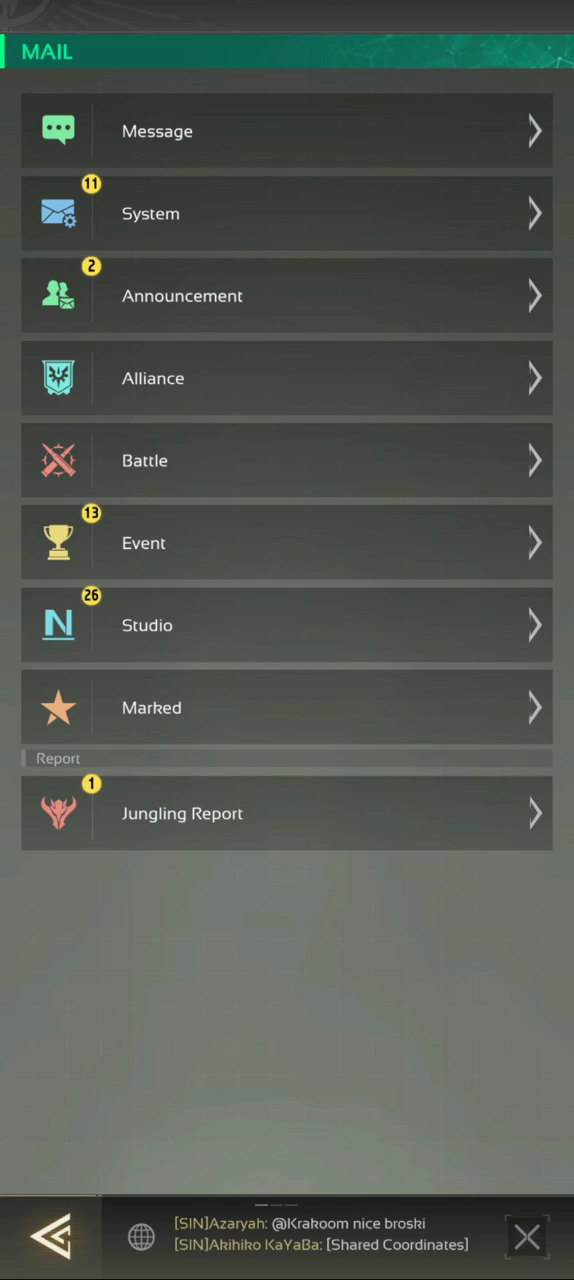 MAIL
Message
11
System
2
Announcement
Alliance
Battle
13
Event
26
N
Studio
Marked
Report
1
Jungling Report
[SIN]Azaryah: @Krakoom nice broski
[SIN]Akihiko KaYaBa: [Shared Coordinates]